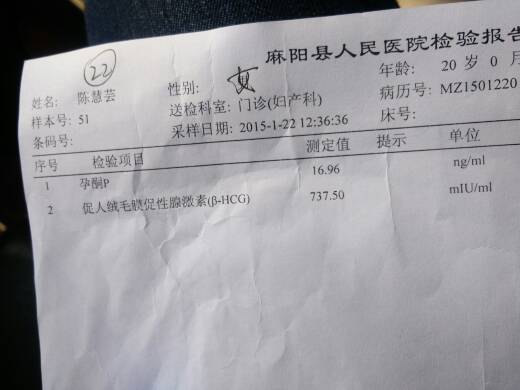 22
麻阳县人民医院检验报告
姓名: 陈慧芸 性别: 女 年龄: 20 岁 0 月
样本号: 51 送检科室: 门诊(妇产科) 病历号: MZ1501220
条码号: 采样日期: 2015-1-22 12:36:36 床号:
序号 检验项目 测定值 提示 单位
1 孕酮P 16.96 ng/ml
2 促人绒毛膜促性腺激素(β-HCG) 737.50 mIU/ml